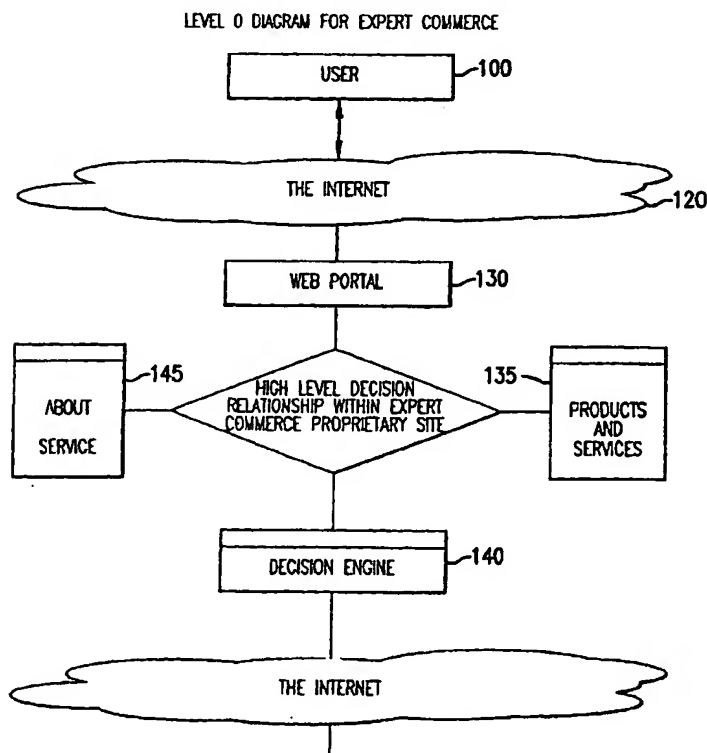 LEVEL 0 DIAGRAM FOR EXPERT COMMERCE
USER
100
THE INTERNET
120
WEB PORTAL
130
145
135
ABOUT
SERVICE
HIGH LEVEL DECISION
RELATIONSHIP WITHIN EXPERT
COMMERCE PROPRIETARY SITE
PRODUCTS
AND
SERVICES
DECISION ENGINE
140
THE INTERNET